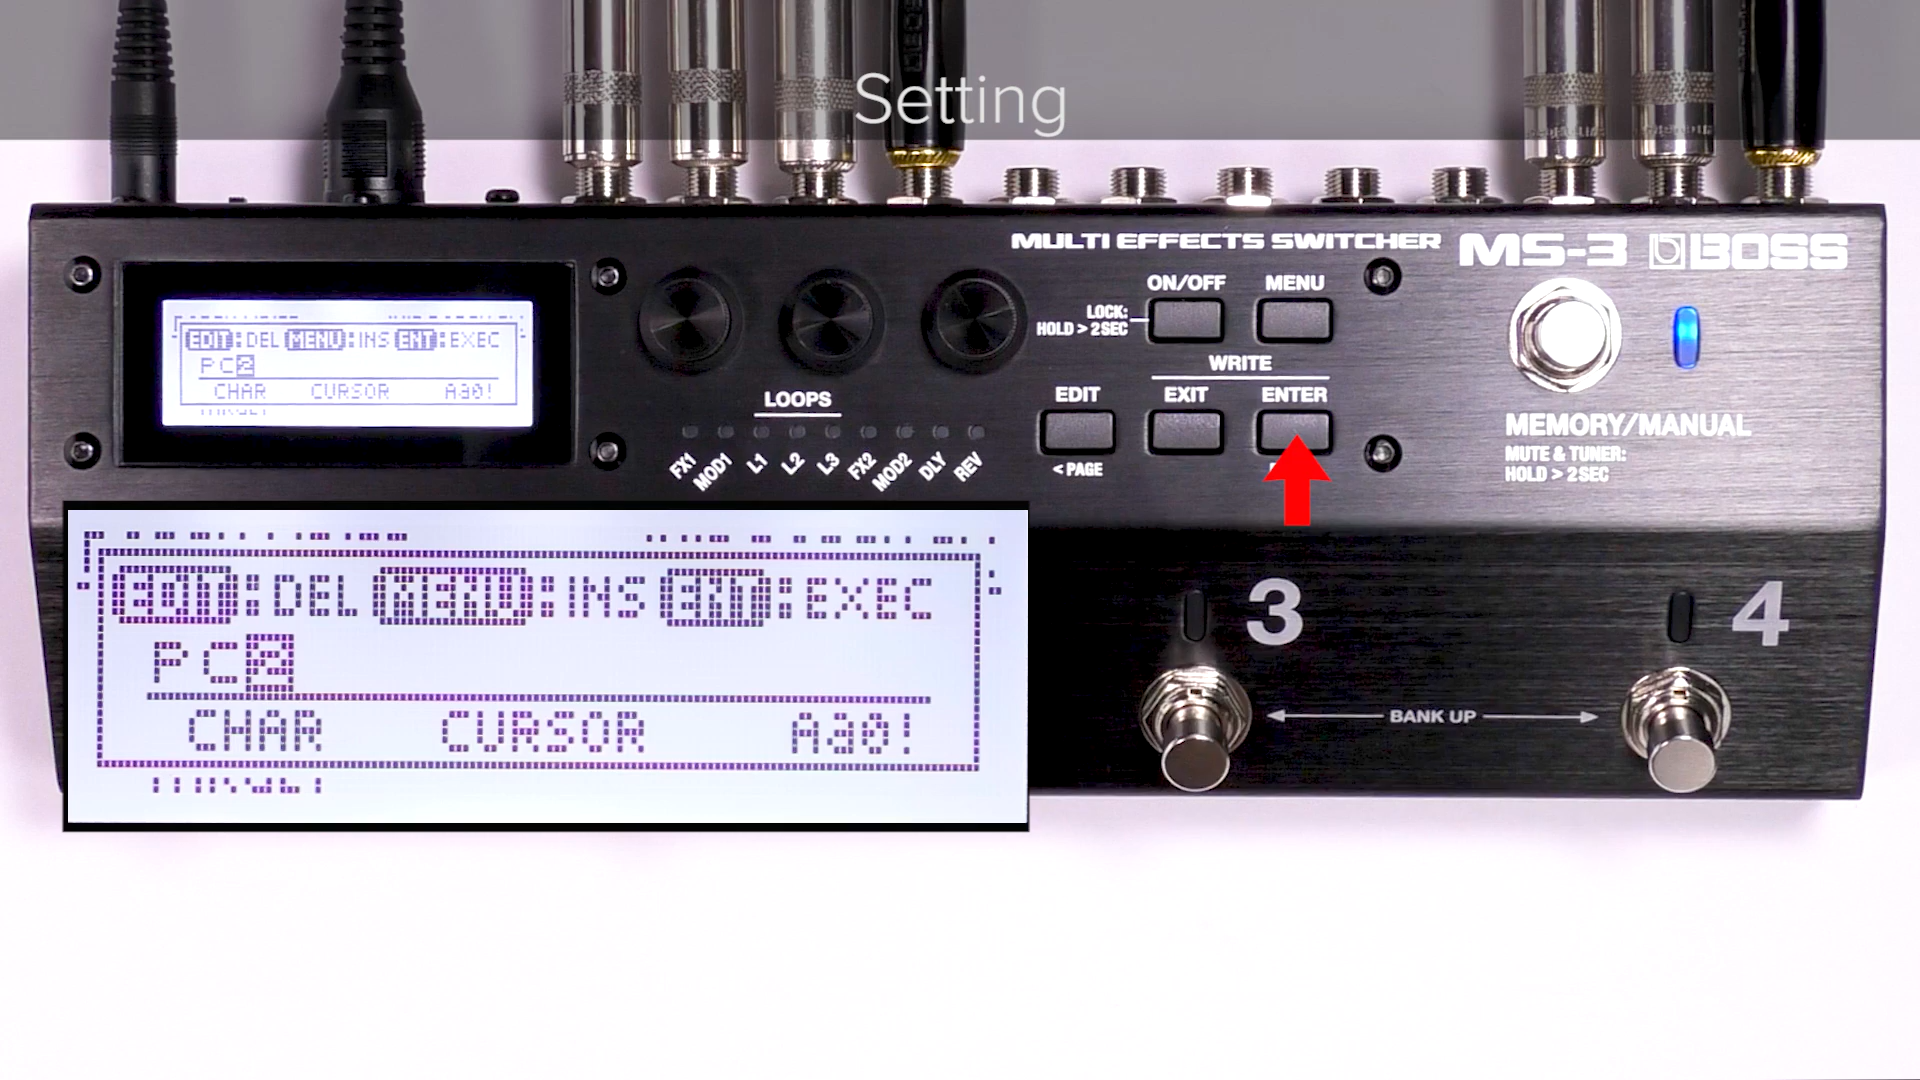 Setting
MULTI EFFECTS SWITCHER MS-3 BOSS
ON/OFF MENU
LOCK:
HOLD > 2SEC
WRITE
EDIT EXIT ENTER
< PAGE
EDIT:DEL MENU:INS ENT:EXEC
PC2
CHAR CURSOR Aa0!
LOOPS
FX1 MOD1 L1 L2 L3 FX2 MOD2 DLY REV
MEMORY/MANUAL
MUTE & TUNER:
HOLD > 2SEC
EDIT:DEL MENU:INS ENT:EXEC
PC2
CHAR CURSOR Aa0!
3 4
BANK UP